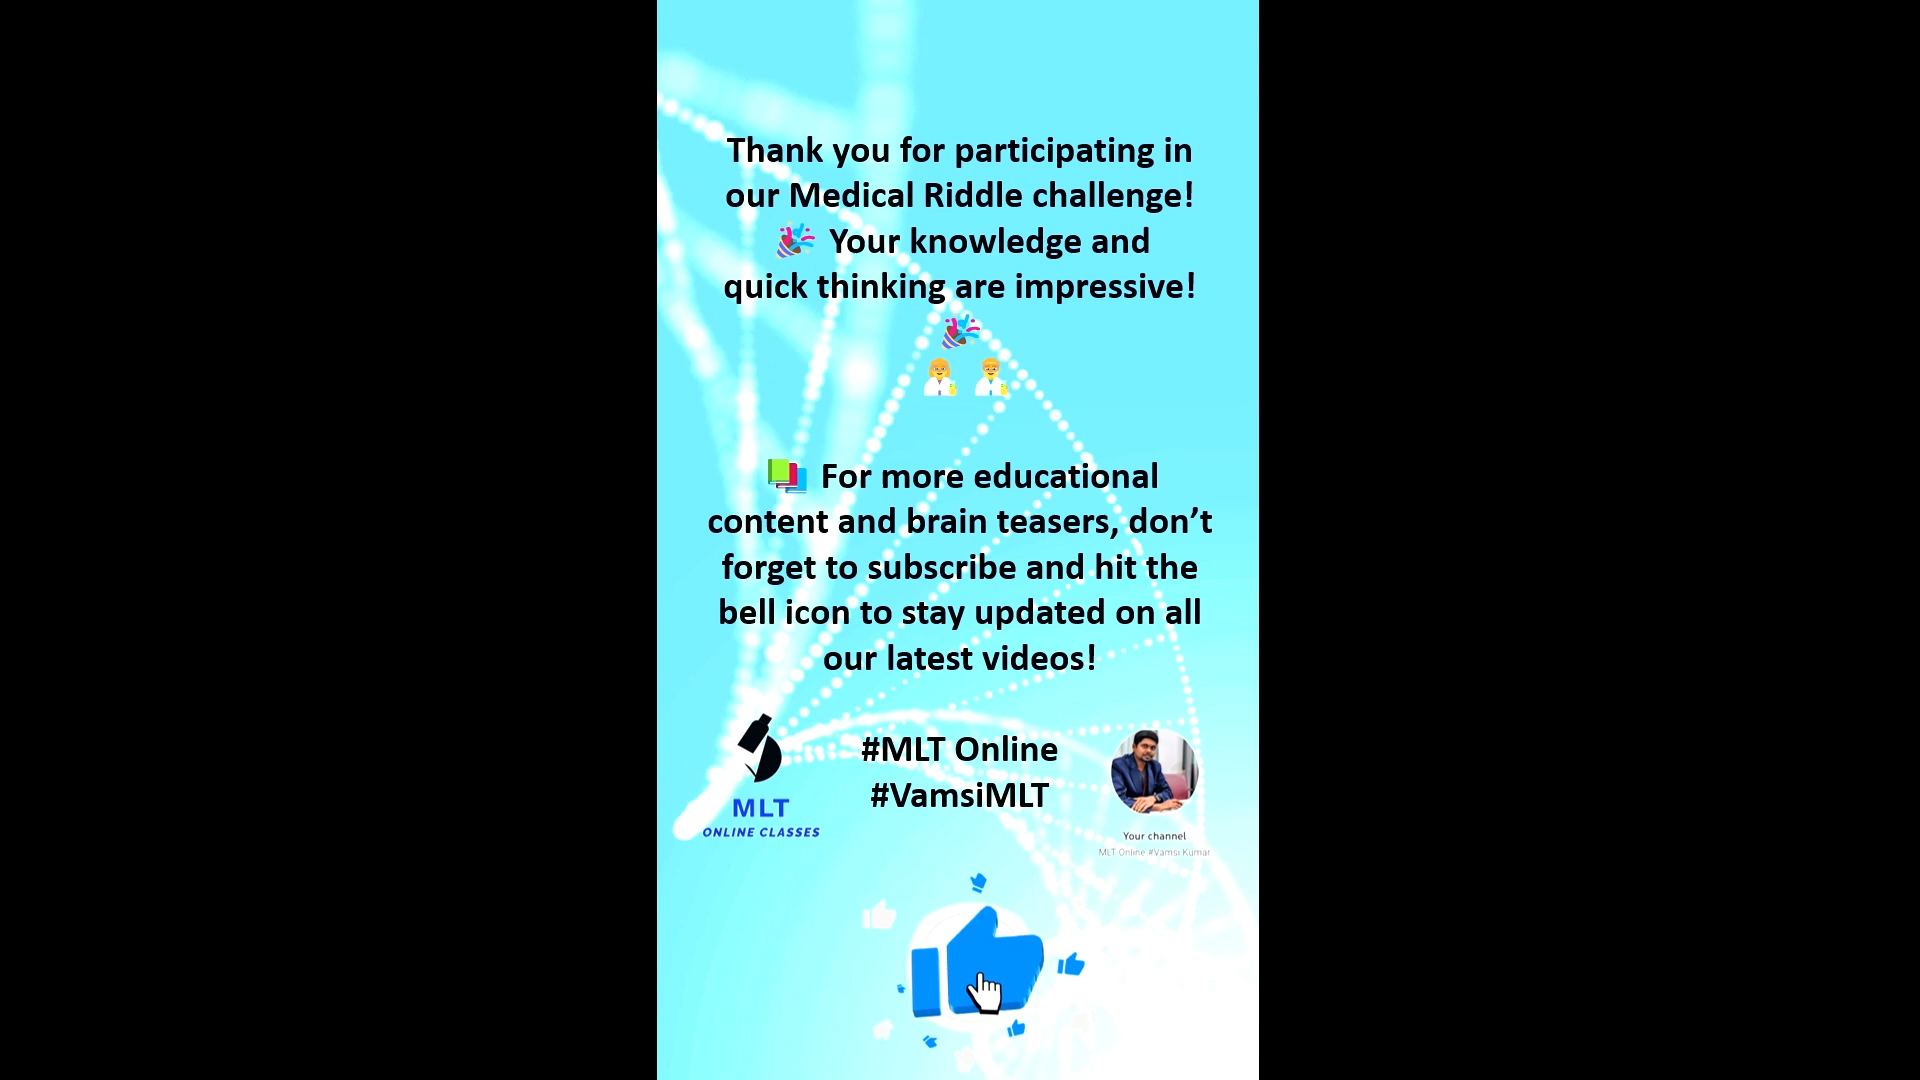 Thank you for participating in
our Medical Riddle challenge!
🎉 Your knowledge and
quick thinking are impressive!
🎉
👩‍🔬 👨‍🔬
📚 For more educational
content and brain teasers, don’t
forget to subscribe and hit the
bell icon to stay updated on all
our latest videos!
#MLT Online
#VamsiMLT
MLT
ONLINE CLASSES
Your channel
MLT Online #Vamsi Kumar